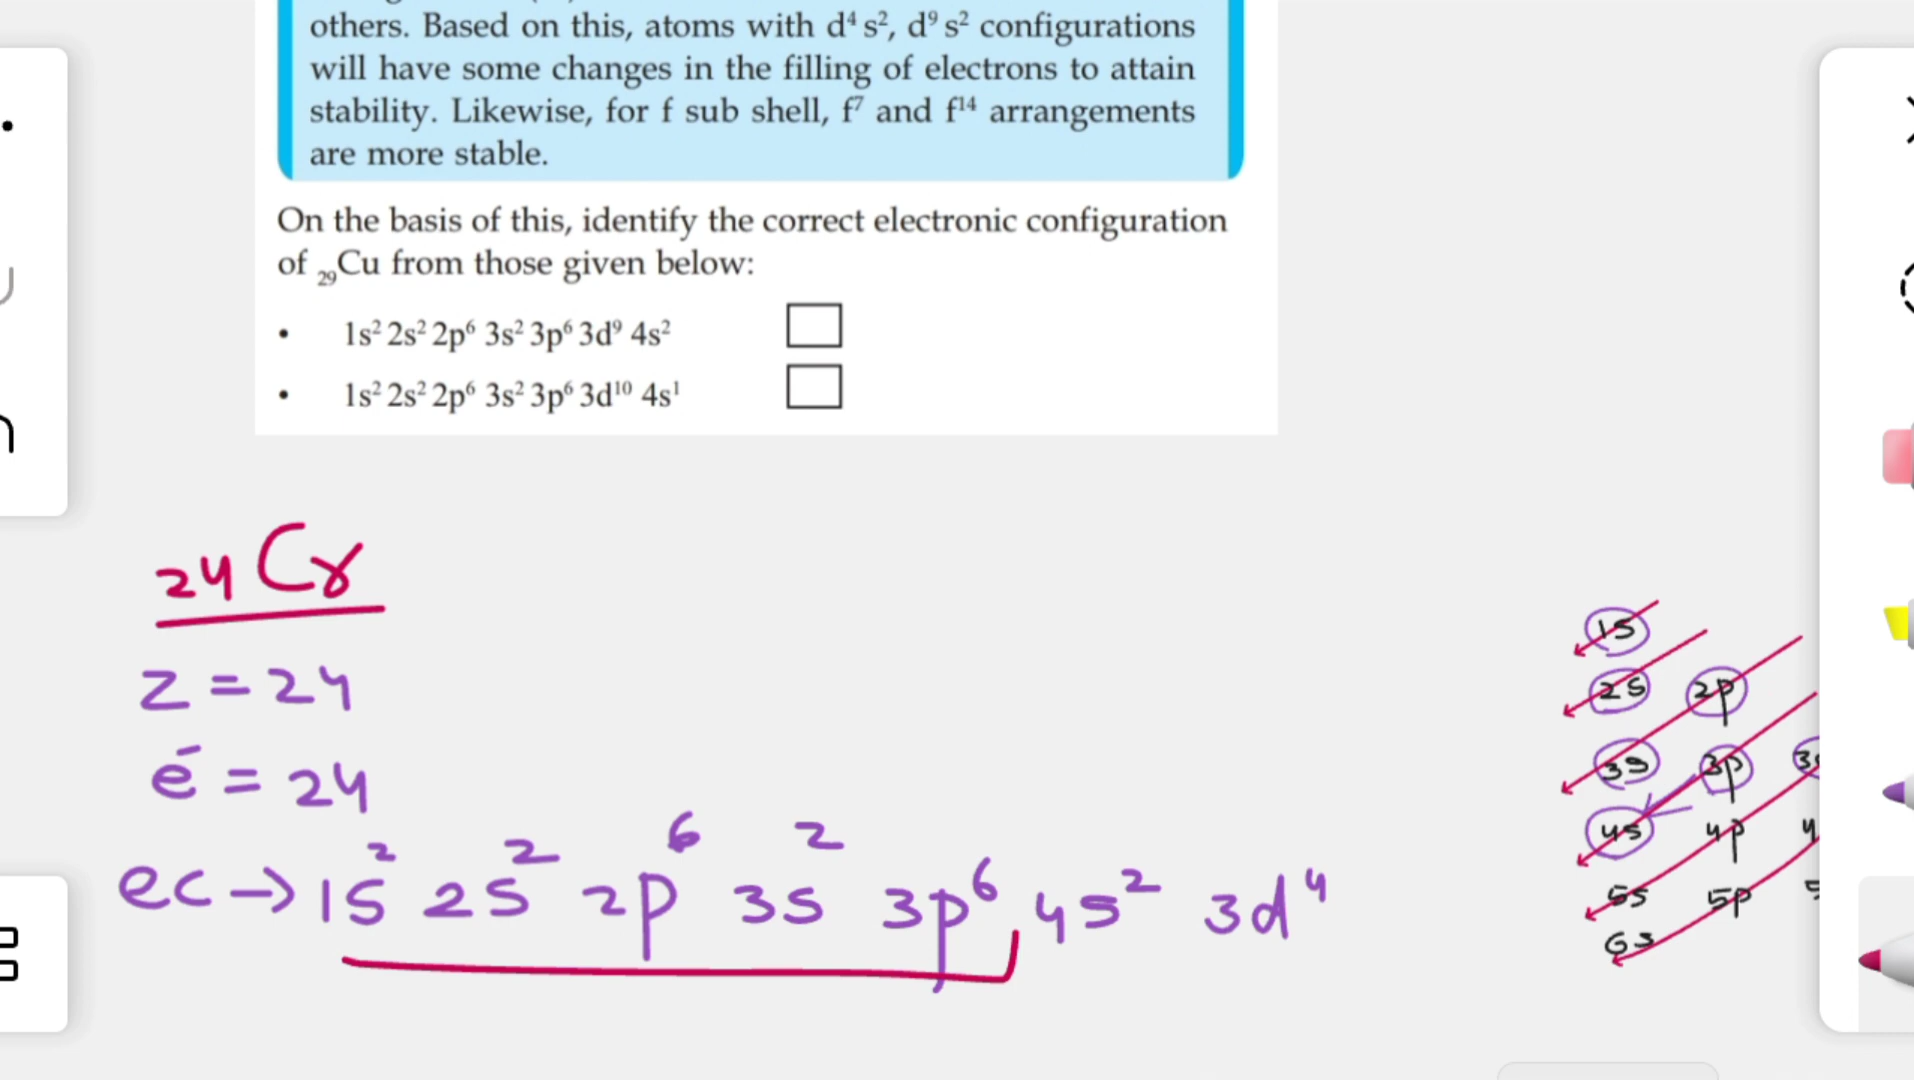 others. Based on this, atoms with d⁴ s², d⁹ s² configurations
will have some changes in the filling of electrons to attain
stability. Likewise, for f sub shell, f⁷ and f¹⁴ arrangements
are more stable.
On the basis of this, identify the correct electronic configuration
of ₂₉Cu from those given below:
• 1s² 2s² 2p⁶ 3s² 3p⁶ 3d⁹ 4s²
• 1s² 2s² 2p⁶ 3s² 3p⁶ 3d¹⁰ 4s¹
₂₄Cr
Z = 24
e⁻ = 24
ec → 1s² 2s² 2p⁶ 3s² 3p⁶ 4s² 3d⁴
1s
2s 2p
3s 3p
4s 4p
5s 5p
6s